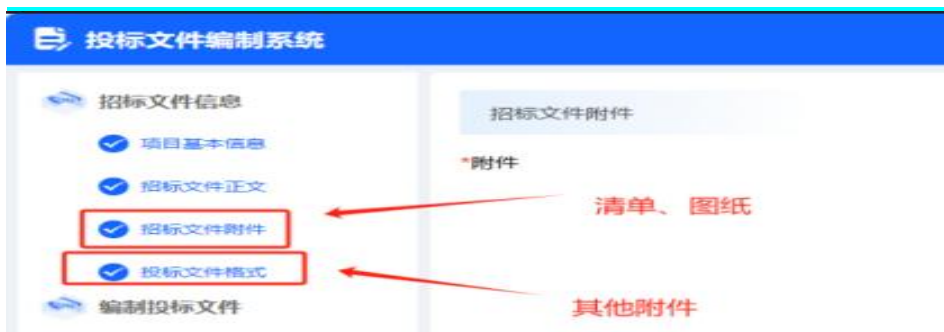 投标文件编制系统
招标文件信息
项目基本信息
招标文件正文
招标文件附件
投标文件格式
编制投标文件
招标文件附件
*附件
清单、图纸
其他附件